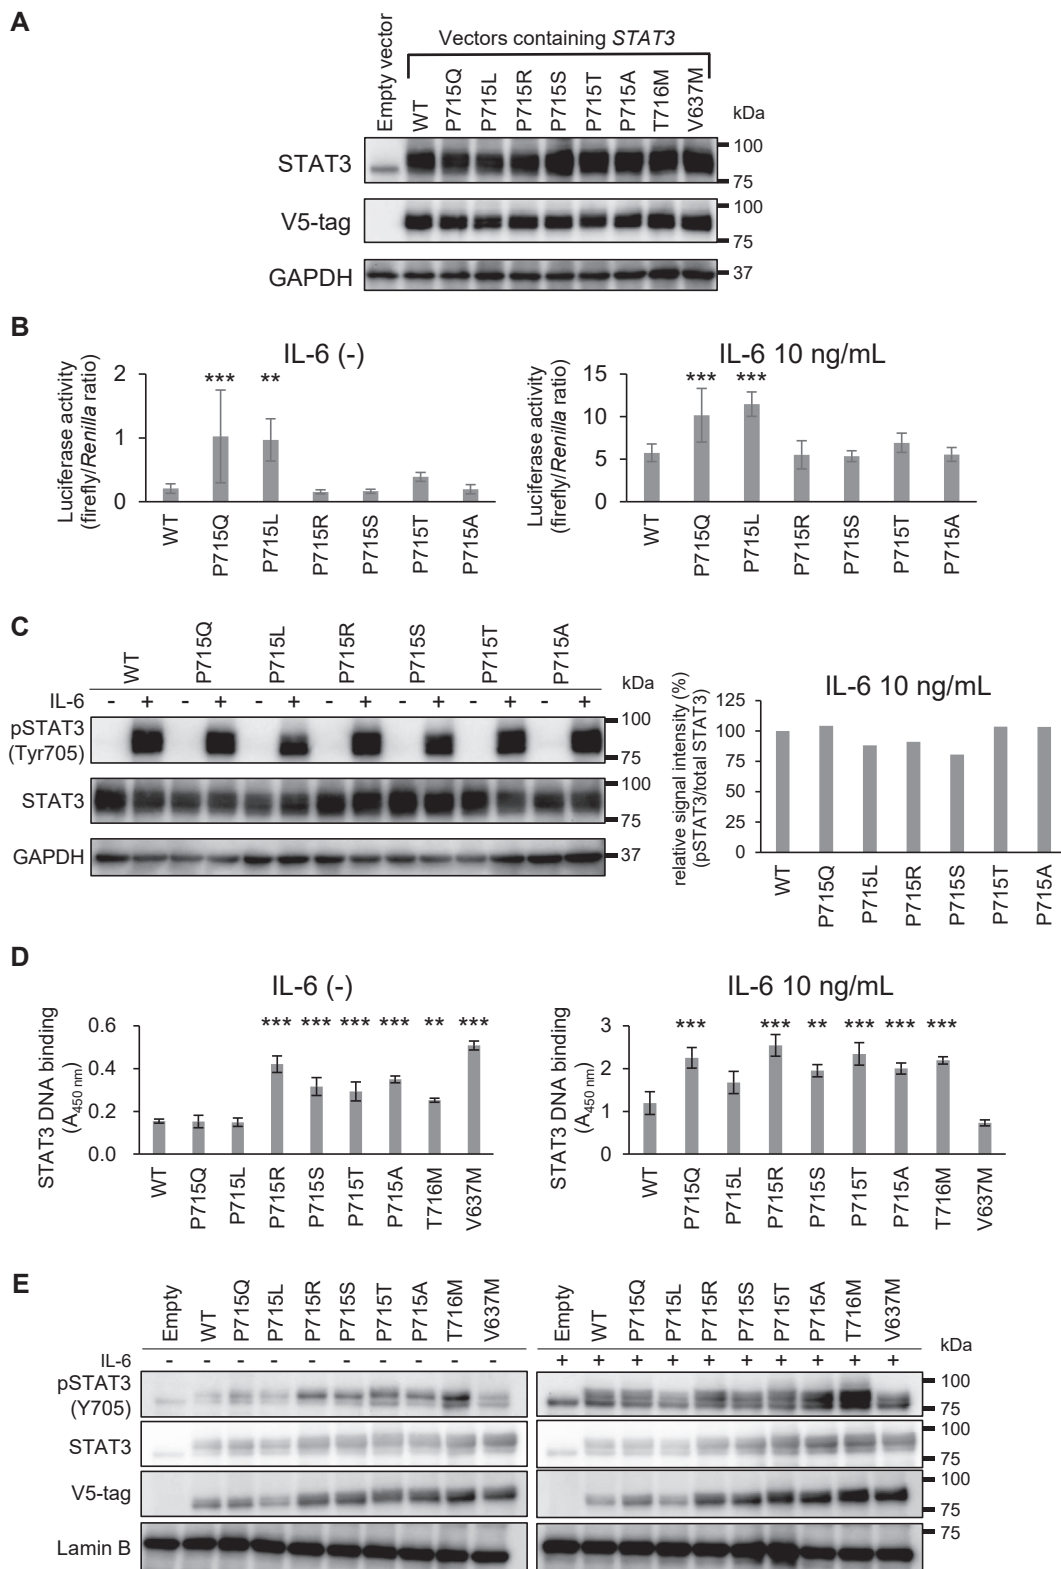 A
Vectors containing STAT3
Empty vector
WT
P715Q
P715L
P715R
P715S
P715T
P715A
T716M
V637M
kDa
STAT3
100
75
V5-tag
100
75
GAPDH
37
B
IL-6 (-)
Luciferase activity
(firefly/Renilla ratio)
2
1
0
*** **
WT
P715Q
P715L
P715R
P715S
P715T
P715A
IL-6 10 ng/mL
Luciferase activity
(firefly/Renilla ratio)
15
10
5
0
*** ***
WT
P715Q
P715L
P715R
P715S
P715T
P715A
C
WT
P715Q
P715L
P715R
P715S
P715T
P715A
kDa
IL-6 - + - + - + - + - + - + - +
pSTAT3
(Tyr705)
100
75
STAT3
100
75
GAPDH
37
IL-6 10 ng/mL
relative signal intensity (%)
(pSTAT3/total STAT3)
125
100
75
50
25
0
WT
P715Q
P715L
P715R
P715S
P715T
P715A
D
IL-6 (-)
STAT3 DNA binding
(A450 nm)
0.6
0.4
0.2
0.0
*** *** *** *** ** ***
WT
P715Q
P715L
P715R
P715S
P715T
P715A
T716M
V637M
IL-6 10 ng/mL
STAT3 DNA binding
(A450 nm)
3
2
1
0
*** *** ** *** *** ***
WT
P715Q
P715L
P715R
P715S
P715T
P715A
T716M
V637M
E
Empty
WT
P715Q
P715L
P715R
P715S
P715T
P715A
T716M
V637M
Empty
WT
P715Q
P715L
P715R
P715S
P715T
P715A
T716M
V637M
kDa
IL-6 - - - - - - - - - - + + + + + + + + + +
pSTAT3
(Y705)
100
75
STAT3
100
75
V5-tag
100
75
Lamin B
75